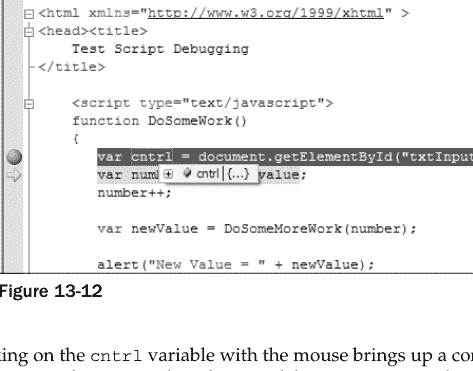 <html xmlns="http://www.w3.org/1999/xhtml" >
<head><title>
Test Script Debugging
</title>
<script type="text/javascript">
function DoSomeWork()
{
var cntrl = document.getElementById("txtInput
var num cntrl {...} value;
number++;
var newValue = DoSomeMoreWork(number);
alert("New Value = " + newValue);
Figure 13-12
king on the cntrl variable with the mouse brings up a